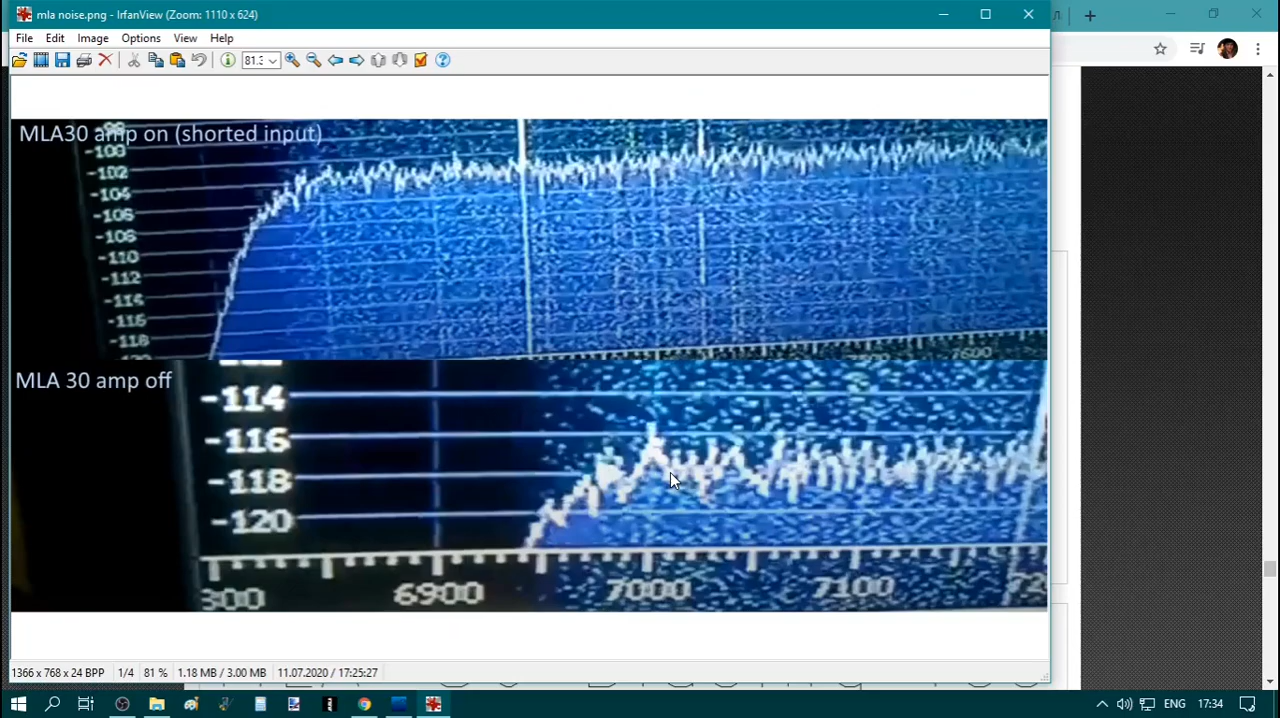 mla noise.png - IrfanView (Zoom: 1110 x 624)
File Edit Image Options View Help
81.3
MLA30 amp on (shorted input)
-100
-102
-104
-106
-108
-110
-112
-114
-116
-118
7600
MLA 30 amp off
-114
-116
-118
-120
6900 7000 7100
1366 x 768 x 24 BPP 1/4 81 % 1.18 MB / 3.00 MB 11.07.2020 / 17:25:27
ENG 17:34